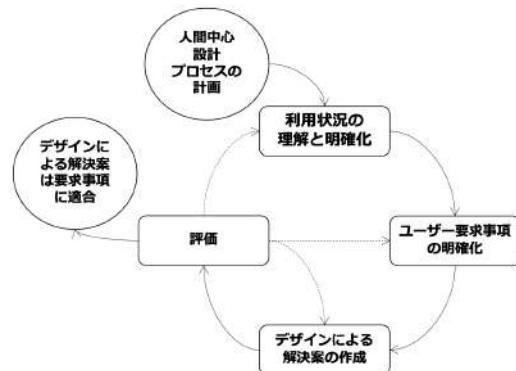 人間中心
設計
プロセスの
計画
利用状況の
理解と明確化
デザインによ
る解決案
は要求事項
に適合
評価
ユーザー要求事項
の明確化
デザインによる
解決案の作成